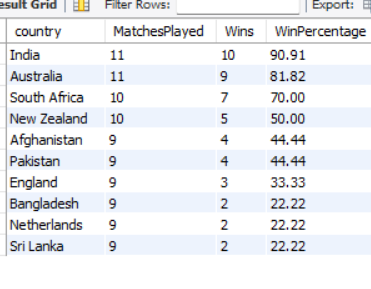 Result Grid Filter Rows: Export:
country MatchesPlayed Wins WinPercentage
India 11 10 90.91
Australia 11 9 81.82
South Africa 10 7 70.00
New Zealand 10 5 50.00
Afghanistan 9 4 44.44
Pakistan 9 4 44.44
England 9 3 33.33
Bangladesh 9 2 22.22
Netherlands 9 2 22.22
Sri Lanka 9 2 22.22